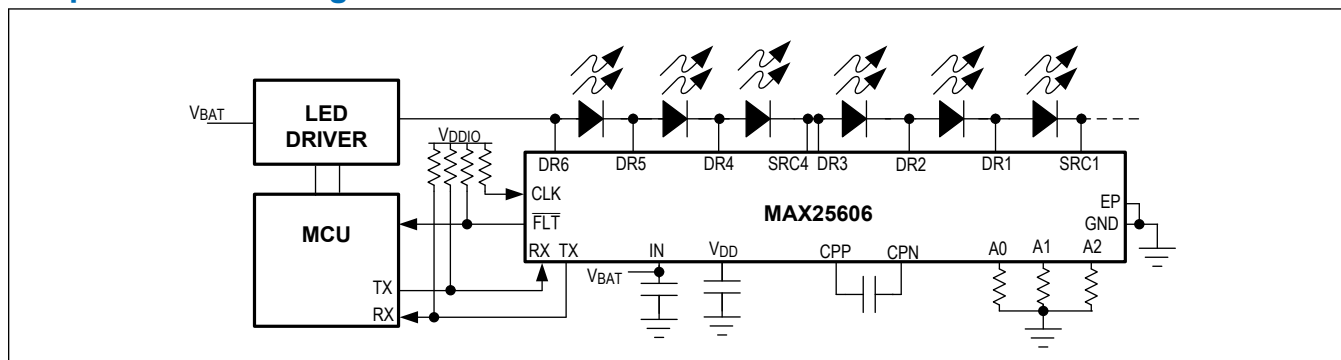 VBAT
LED
DRIVER
VDDIO
DR6
DR5
DR4
SRC4
DR3
DR2
DR1
SRC1
CLK
MAX25606
EP
GND
MCU
FLT
RX
TX
IN
VDD
CPP
CPN
A0
A1
A2
VBAT
TX
RX